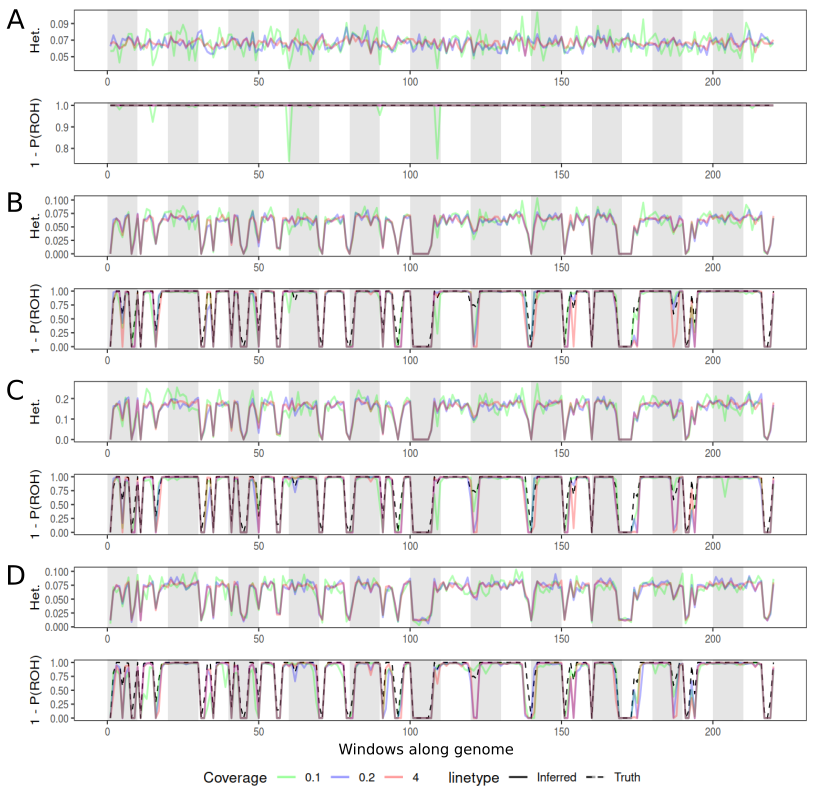 A
Het.
0.09
0.07
0.05
0 50 100 150 200
1 - P(ROH)
1.0
0.9
0.8
0 50 100 150 200
B
Het.
0.100
0.075
0.050
0.025
0.000
0 50 100 150 200
1 - P(ROH)
1.00
0.75
0.50
0.25
0.00
0 50 100 150 200
C
Het.
0.2
0.1
0.0
0 50 100 150 200
1 - P(ROH)
1.00
0.75
0.50
0.25
0.00
0 50 100 150 200
D
Het.
0.100
0.075
0.050
0.025
0.000
0 50 100 150 200
1 - P(ROH)
1.00
0.75
0.50
0.25
0.00
0 50 100 150 200
Windows along genome
Coverage 0.1 0.2 4 linetype Inferred Truth